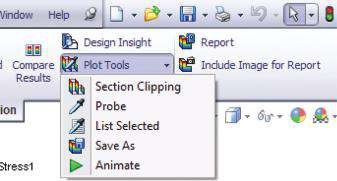 Window Help
Design Insight
Report
Compare Results
Plot Tools
Include Image for Report
Section Clipping
Probe
List Selected
Save As
Animate
Stress1